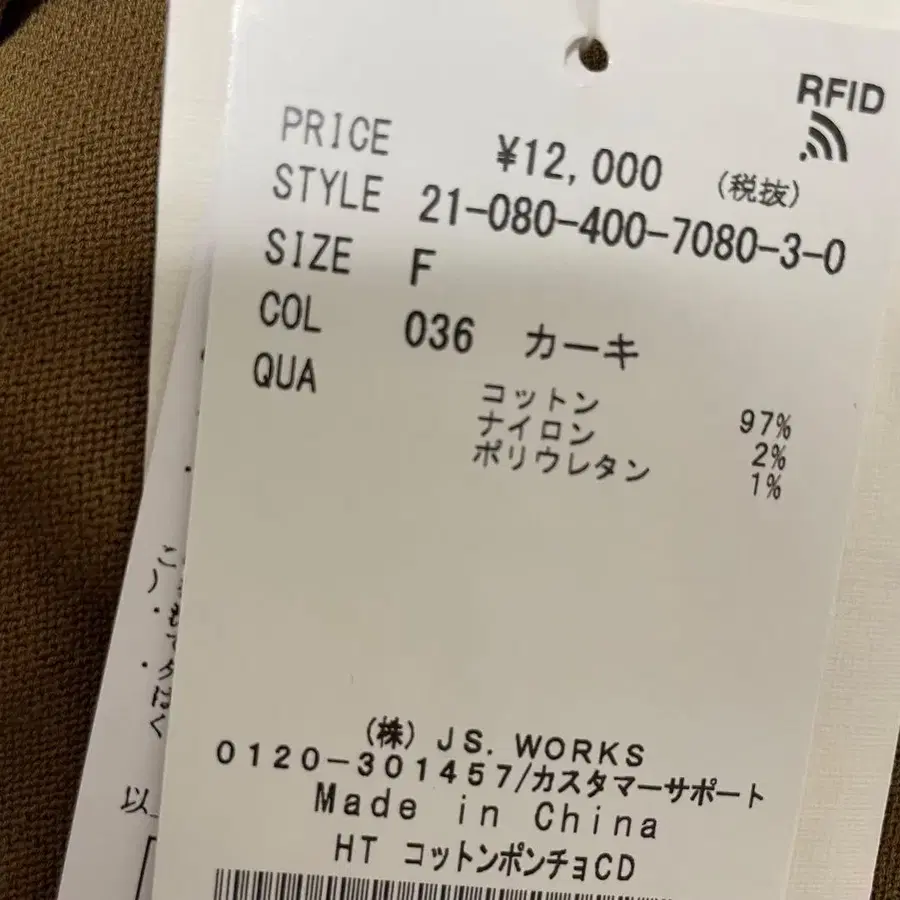 RFID
PRICE ¥12,000 (税抜)
STYLE 21-080-400-7080-3-0
SIZE F
COL 036 カーキ
QUA
コットン 97%
ナイロン 2%
ポリウレタン 1%
(株) JS. WORKS
0120-301457/カスタマーサポート
Made in China
HT コットンポンチョCD
以